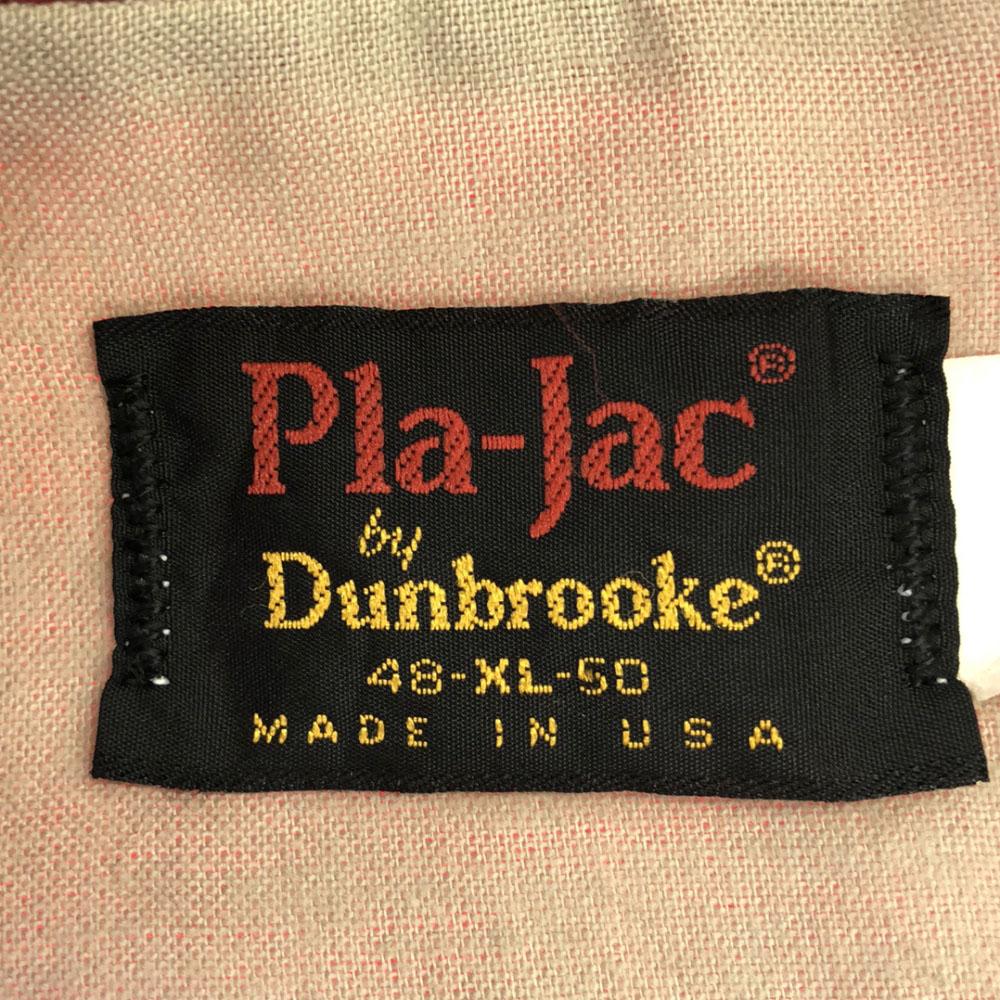 Pla-Jac®
by
Dunbrooke®
48-XL-50
MADE IN USA